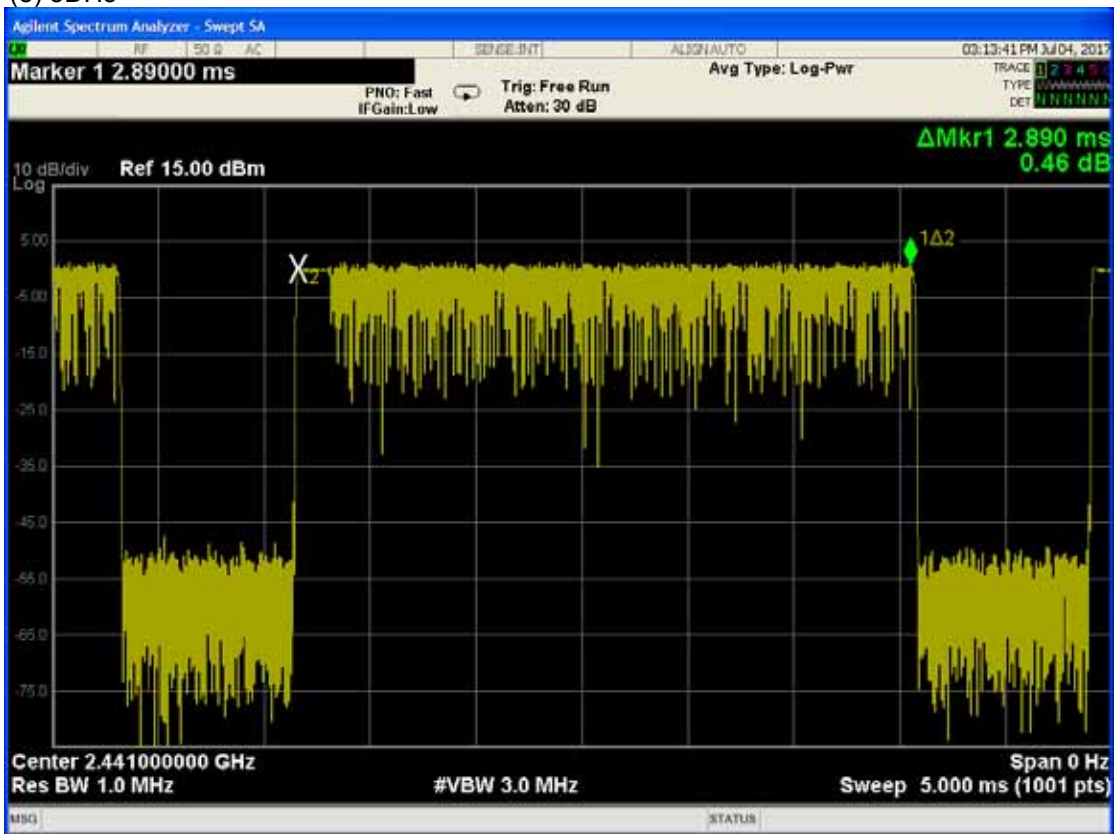 Agilent Spectrum Analyzer - Swept SA
RF 50 Ω AC SENSE:INT ALIGNAUTO 03:13:41 PM Jul 04, 2017
Marker 1 2.89000 ms
PNO: Fast
IFGain:Low
Trig: Free Run
Atten: 30 dB
Avg Type: Log-Pwr
TRACE 1 2 3 4 5
TYPE
DET N N N N N N
ΔMkr1 2.890 ms
0.46 dB
10 dB/div Ref 15.00 dBm
Log
5.00
-5.00
-15.0
-25.0
-35.0
-45.0
-55.0
-65.0
-75.0
X2
1Δ2
Center 2.441000000 GHz Span 0 Hz
Res BW 1.0 MHz #VBW 3.0 MHz Sweep 5.000 ms (1001 pts)
MSG STATUS